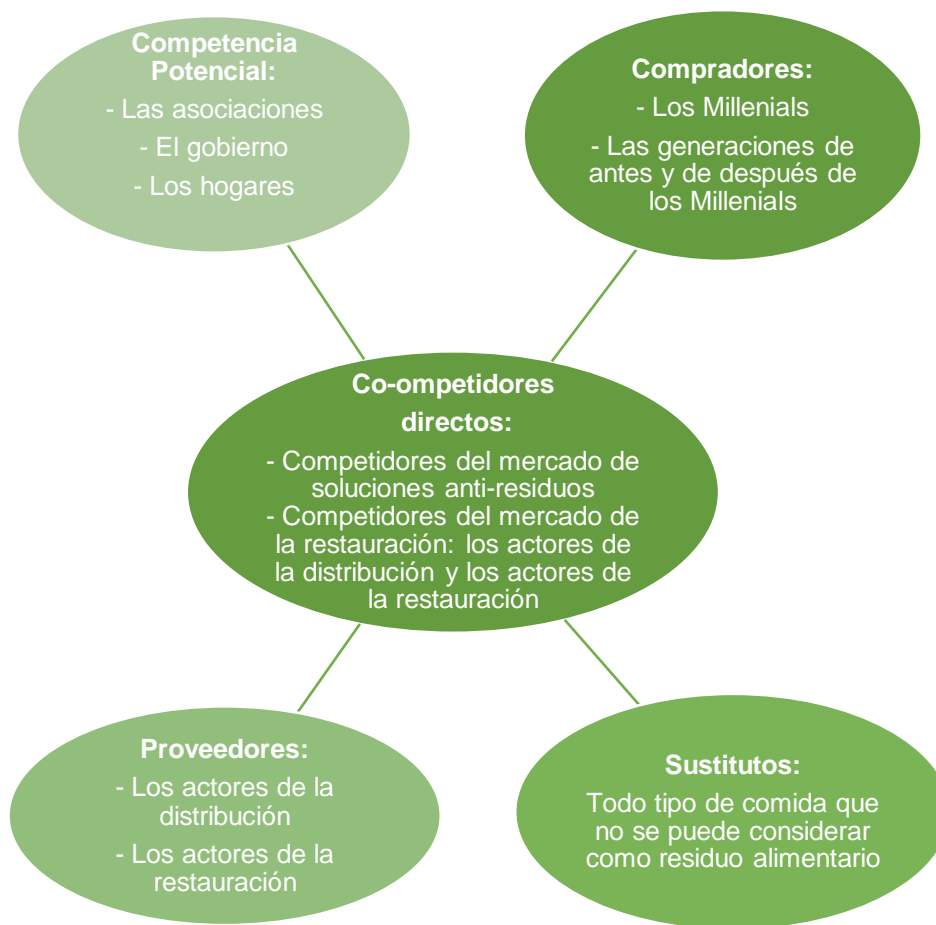 Competencia
Potencial:
- Las asociaciones
- El gobierno
- Los hogares
Compradores:
- Los Millenials
- Las generaciones de
antes y de después de
los Millenials
Co-ompetidores
directos:
- Competidores del mercado de
soluciones anti-residuos
- Competidores del mercado de
la restauración: los actores de
la distribución y los actores de
la restauración
Proveedores:
- Los actores de la
distribución
- Los actores de la
restauración
Sustitutos:
Todo tipo de comida que
no se puede considerar
como residuo alimentario